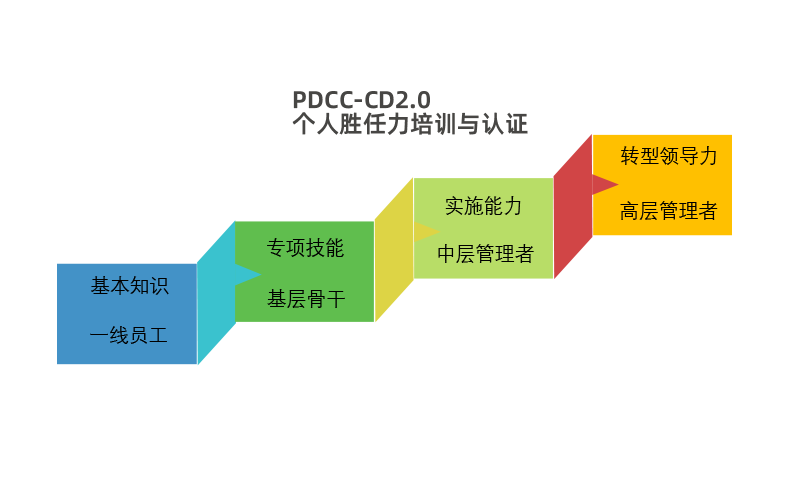 PDCC-CD2.0
个人胜任力培训与认证
基本知识
一线员工
专项技能
基层骨干
实施能力
中层管理者
转型领导力
高层管理者